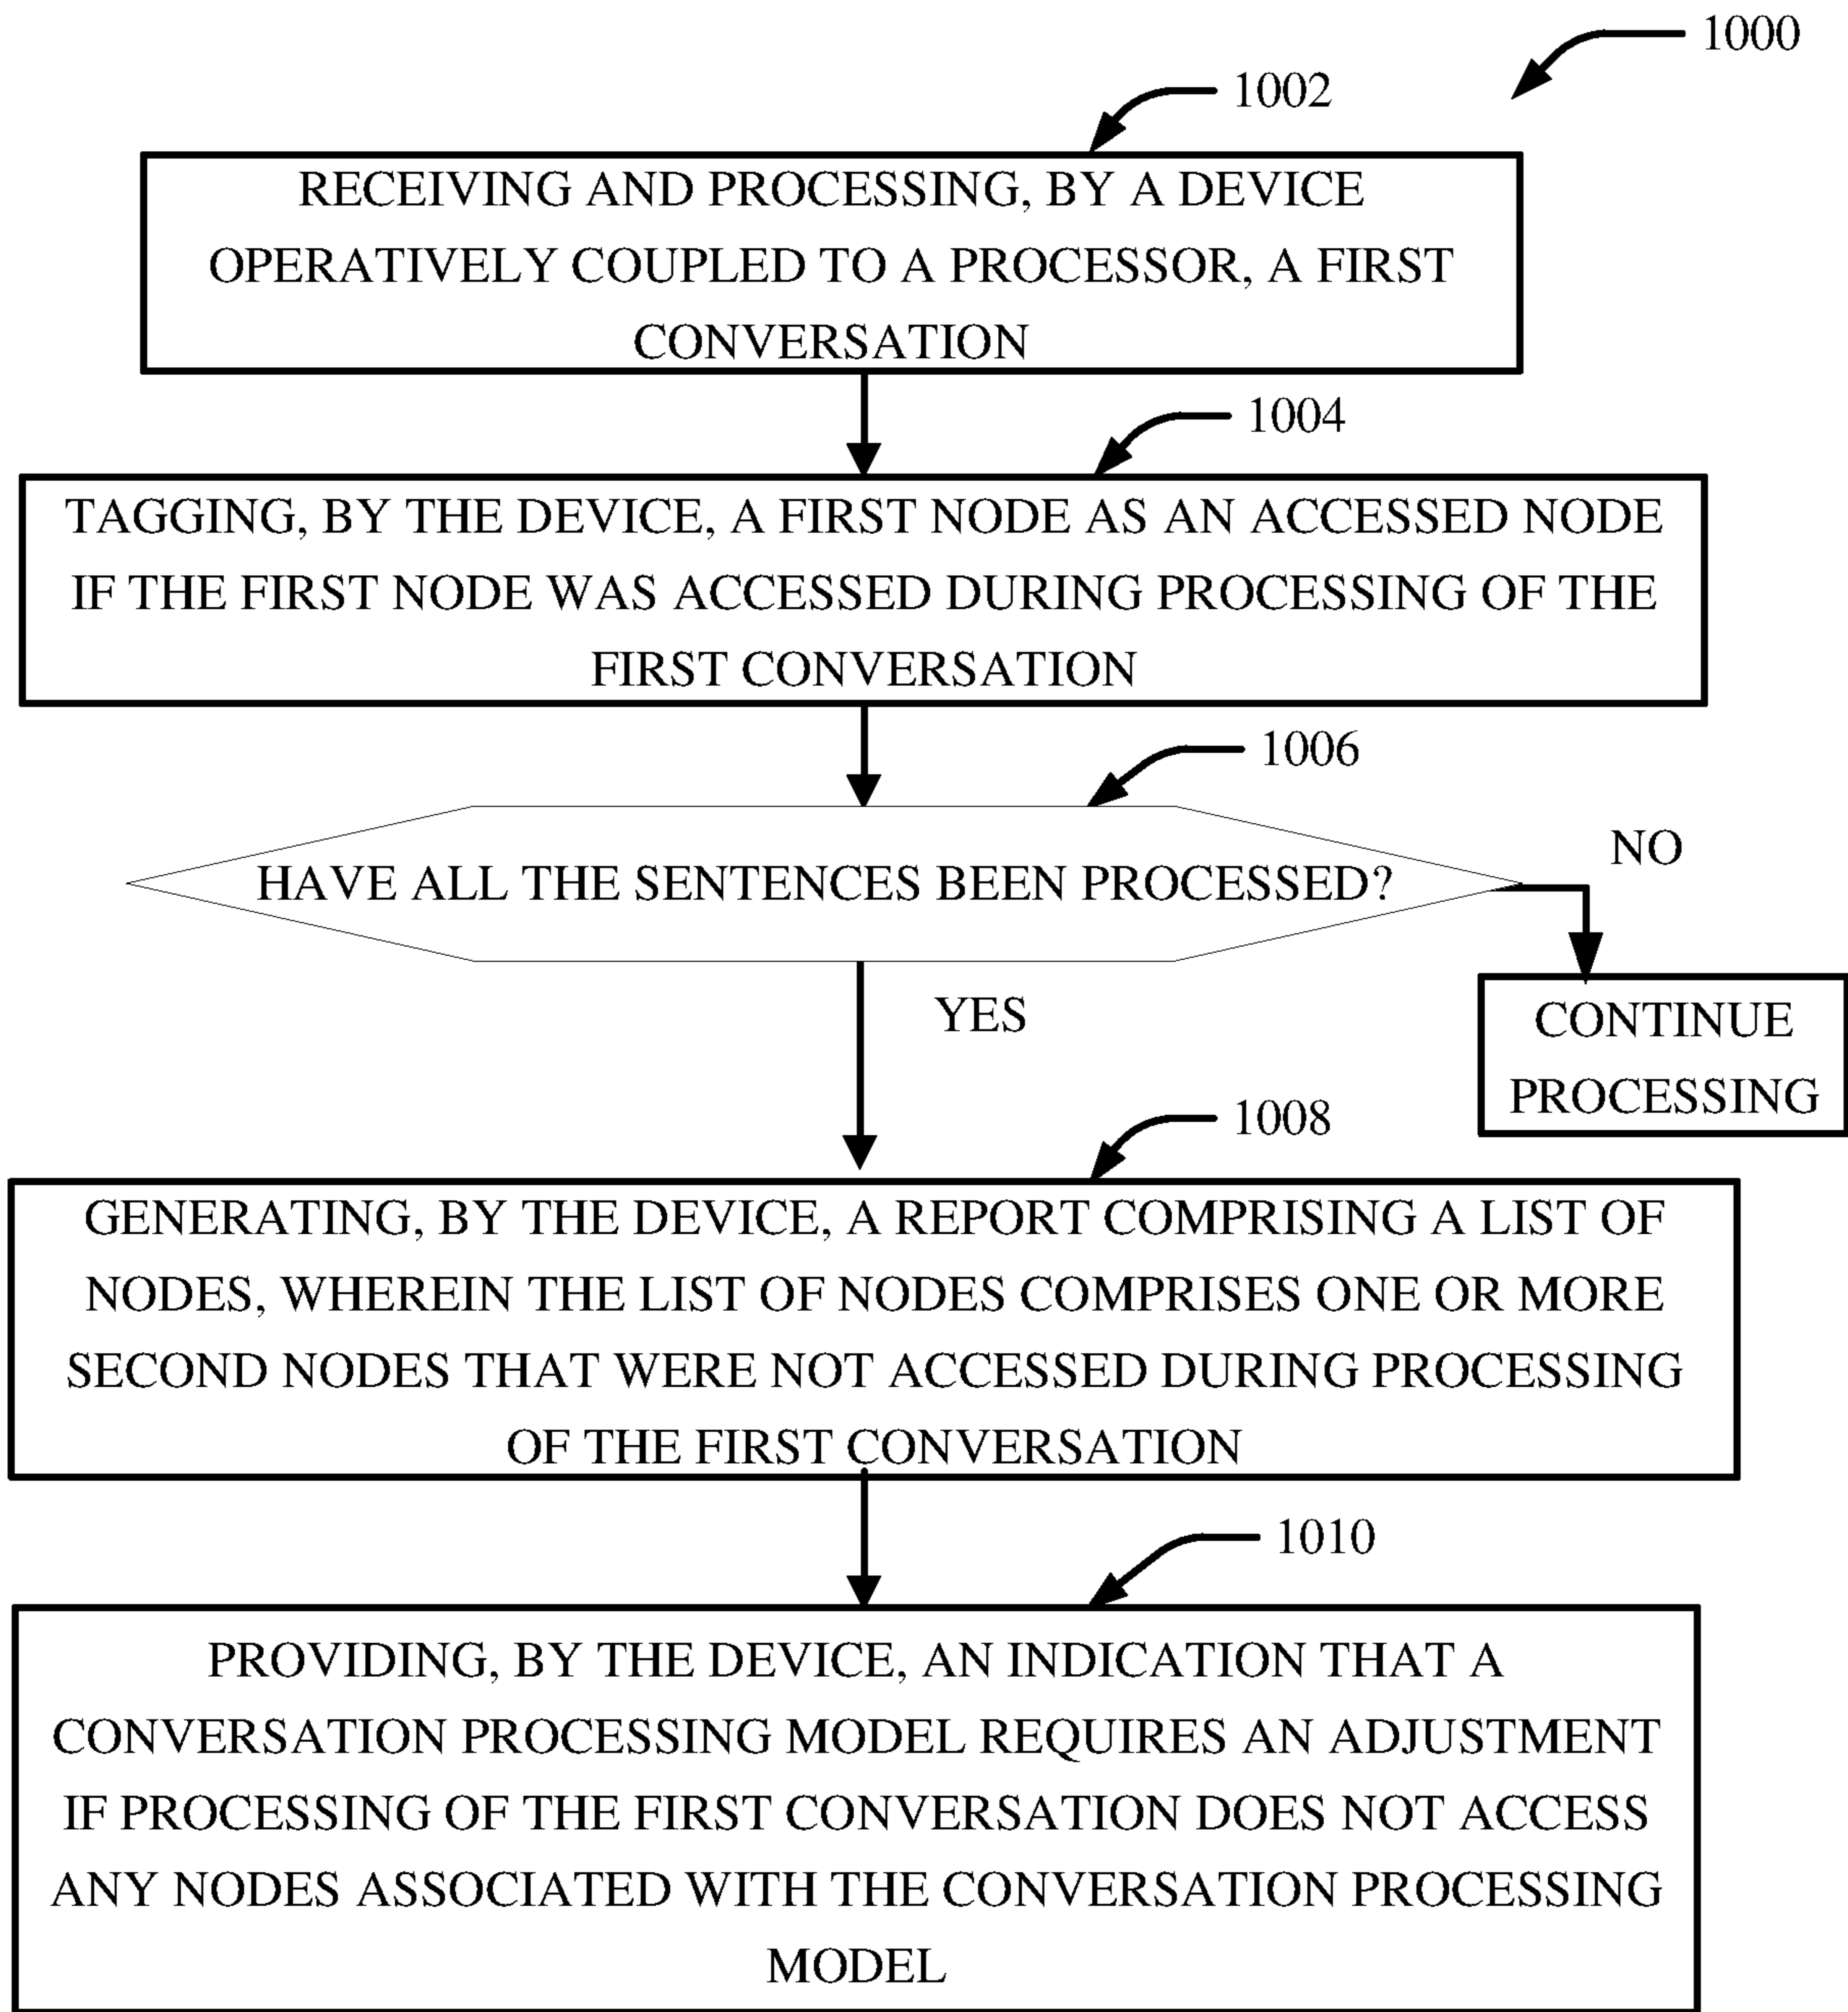 1000
1002
RECEIVING AND PROCESSING, BY A DEVICE
OPERATIVELY COUPLED TO A PROCESSOR, A FIRST
CONVERSATION
1004
TAGGING, BY THE DEVICE, A FIRST NODE AS AN ACCESSED NODE
IF THE FIRST NODE WAS ACCESSED DURING PROCESSING OF THE
FIRST CONVERSATION
1006
HAVE ALL THE SENTENCES BEEN PROCESSED?
NO
YES
CONTINUE
PROCESSING
1008
GENERATING, BY THE DEVICE, A REPORT COMPRISING A LIST OF
NODES, WHEREIN THE LIST OF NODES COMPRISES ONE OR MORE
SECOND NODES THAT WERE NOT ACCESSED DURING PROCESSING
OF THE FIRST CONVERSATION
1010
PROVIDING, BY THE DEVICE, AN INDICATION THAT A
CONVERSATION PROCESSING MODEL REQUIRES AN ADJUSTMENT
IF PROCESSING OF THE FIRST CONVERSATION DOES NOT ACCESS
ANY NODES ASSOCIATED WITH THE CONVERSATION PROCESSING
MODEL